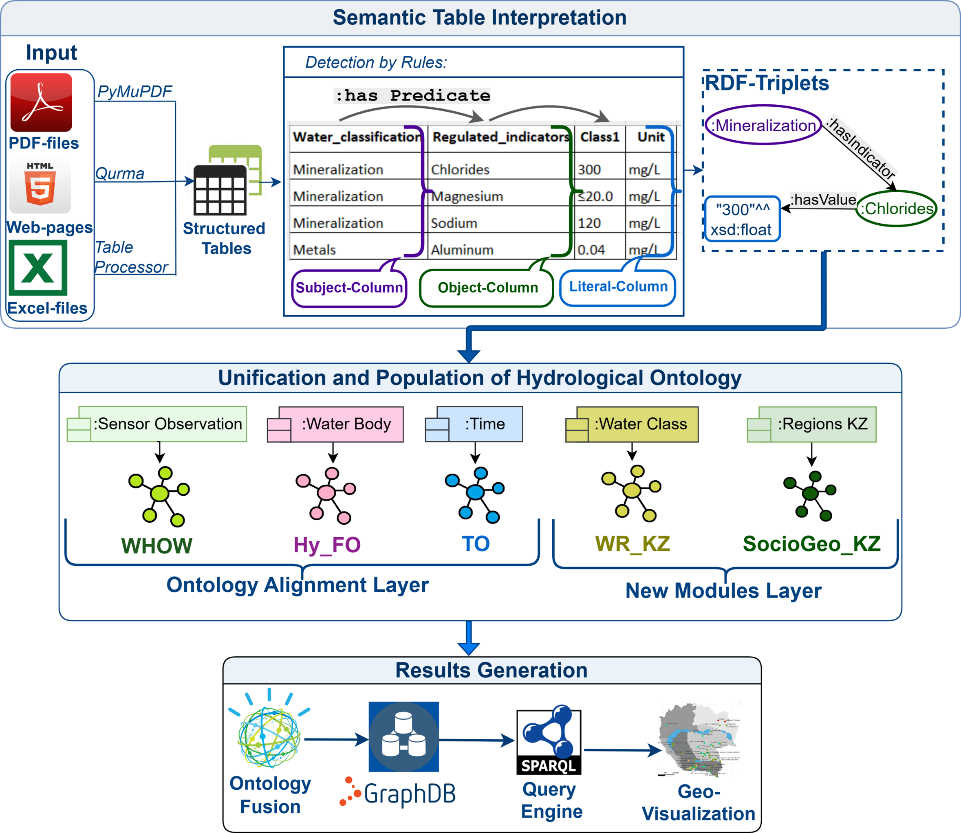 Semantic Table Interpretation
Input
PDF-files
HTML
5
Web-pages
Excel-files
PyMuPDF
Qurma
Table
Processor
Structured
Tables
Detection by Rules:
:has Predicate
Water_classification Regulated_indicators Class1 Unit
Mineralization Chlorides 300 mg/L
Mineralization Magnesium ≤20.0 mg/L
Mineralization Sodium 120 mg/L
Metals Aluminum 0.04 mg/L
Subject-Column Object-Column Literal-Column
RDF-Triplets
:Mineralization
:hasIndicator
:hasValue
:Chlorides
"300"^^
xsd:float
Unification and Population of Hydrological Ontology
:Sensor Observation :Water Body :Time :Water Class :Regions KZ
WHOW Hy_FO TO WR_KZ SocioGeo_KZ
Ontology Alignment Layer
New Modules Layer
Results Generation
Ontology
Fusion
GraphDB
SPARQL
Query
Engine
Geo-
Visualization